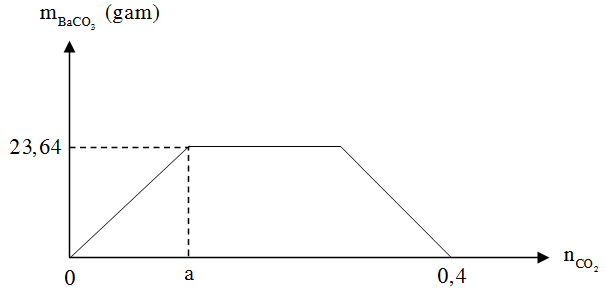 m_BaCO₃ (gam)
23,64
0
a
0,4
n_CO₂